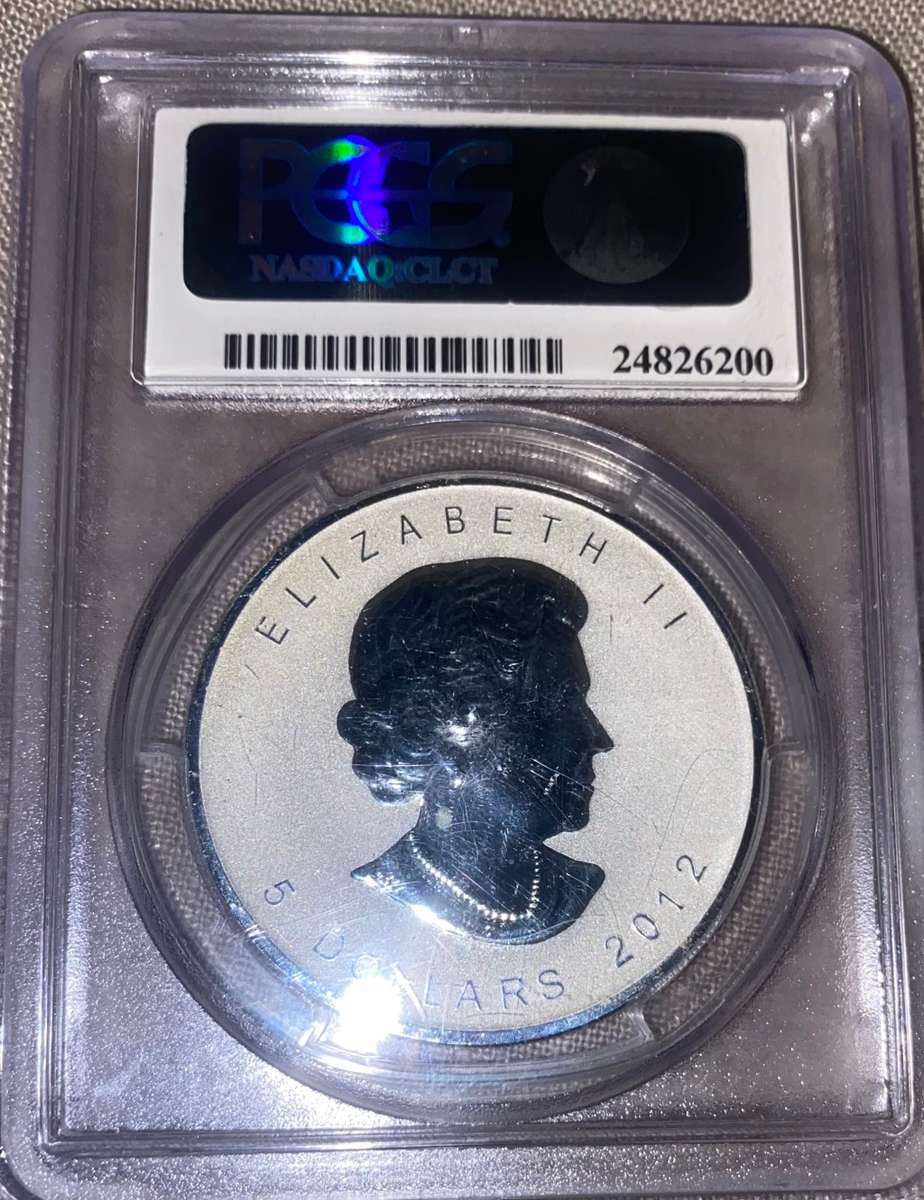 PCGS
NASDAQ:CLCT
24826200
ELIZABETH II
5 DOLLARS 2012